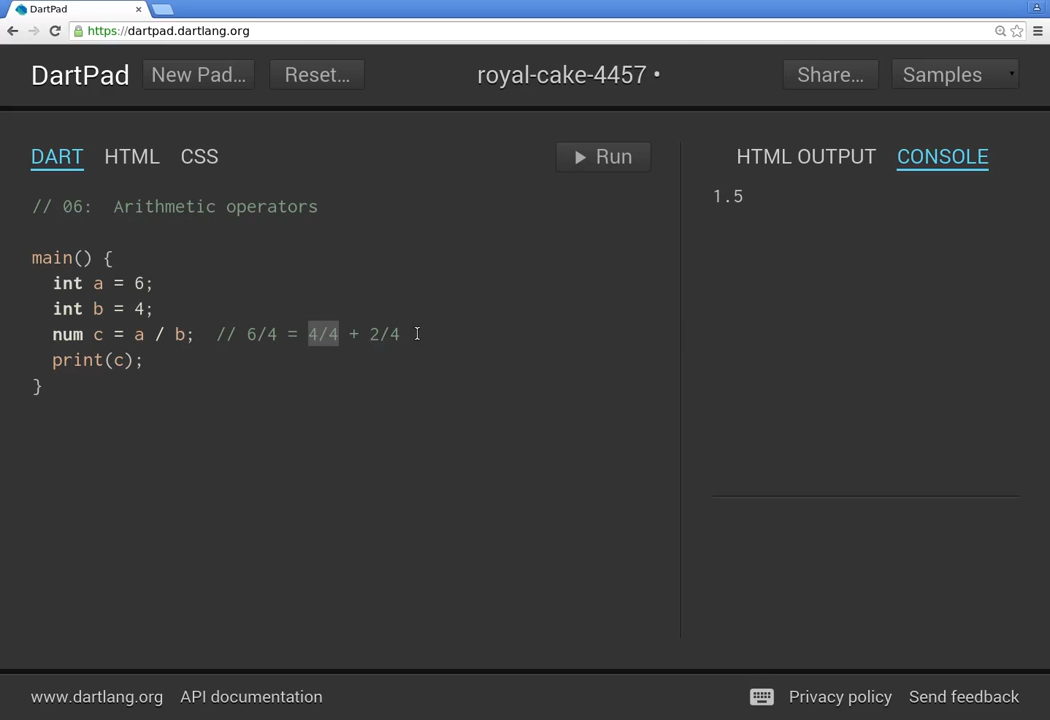 DartPad ×
https://dartpad.dartlang.org
DartPad New Pad... Reset... royal-cake-4457 • Share... Samples
DART HTML CSS Run HTML OUTPUT CONSOLE
1.5
// 06:  Arithmetic operators
main() {
  int a = 6;
  int b = 4;
  num c = a / b;  // 6/4 = 4/4 + 2/4
  print(c);
}
www.dartlang.org API documentation Privacy policy Send feedback